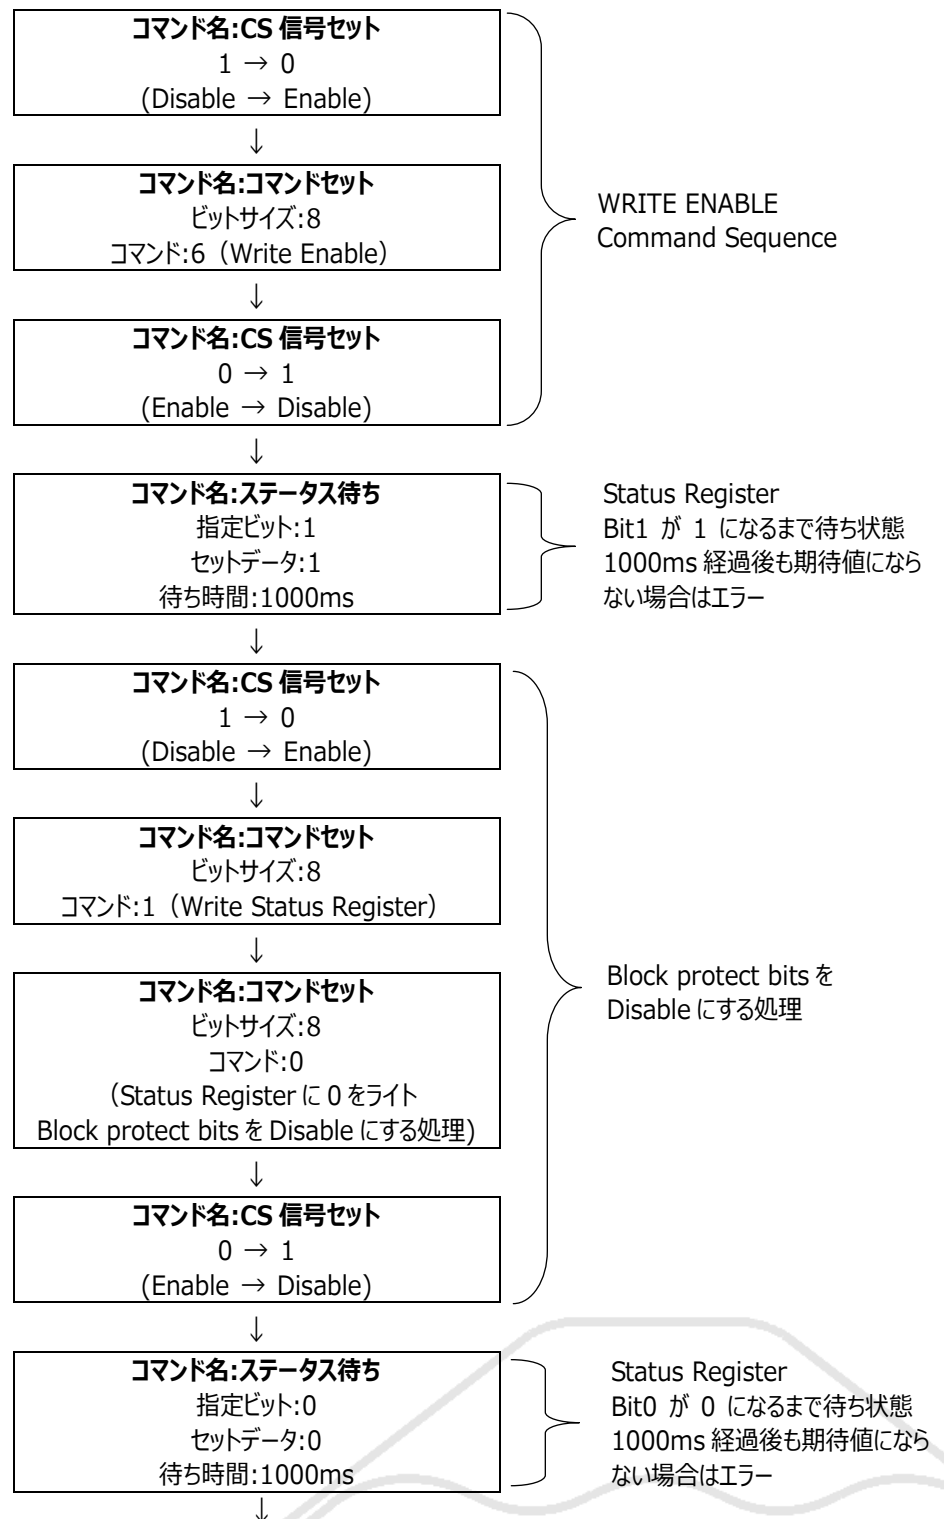 コマンド名:CS 信号セット
1 → 0
(Disable → Enable)
↓
コマンド名:コマンドセット
ビットサイズ:8
コマンド:6（Write Enable）
↓
コマンド名:CS 信号セット
0 → 1
(Enable → Disable)
WRITE ENABLE
Command Sequence
↓
コマンド名:ステータス待ち
指定ビット:1
セットデータ:1
待ち時間:1000ms
Status Register
Bit1 が 1 になるまで待ち状態
1000ms 経過後も期待値になら
ない場合はエラー
↓
コマンド名:CS 信号セット
1 → 0
(Disable → Enable)
↓
コマンド名:コマンドセット
ビットサイズ:8
コマンド:1（Write Status Register）
↓
コマンド名:コマンドセット
ビットサイズ:8
コマンド:0
（Status Register に 0 をライト
Block protect bits を Disable にする処理)
↓
コマンド名:CS 信号セット
0 → 1
(Enable → Disable)
Block protect bits を
Disable にする処理
↓
コマンド名:ステータス待ち
指定ビット:0
セットデータ:0
待ち時間:1000ms
Status Register
Bit0 が 0 になるまで待ち状態
1000ms 経過後も期待値になら
ない場合はエラー
↓